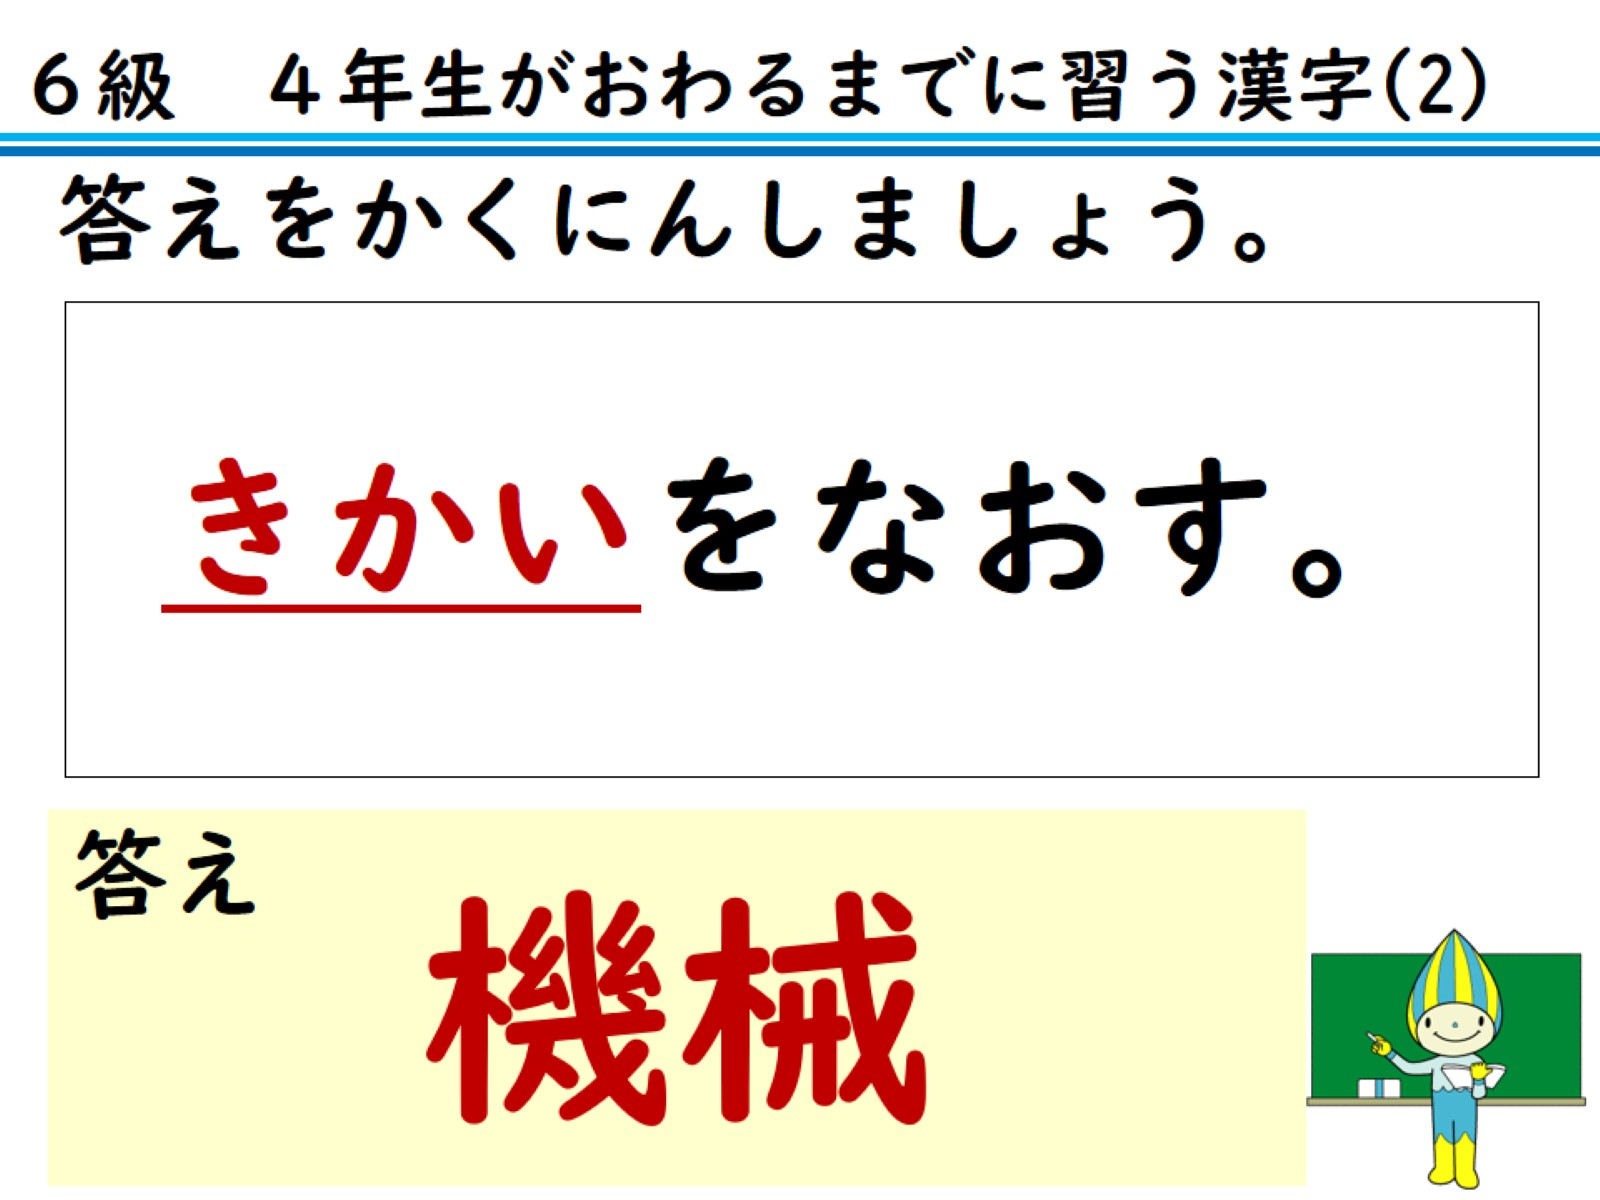 ６級　４年生がおわるまでに習う漢字(2)
答えをかくにんしましょう。
きかいをなおす。
答え
機械